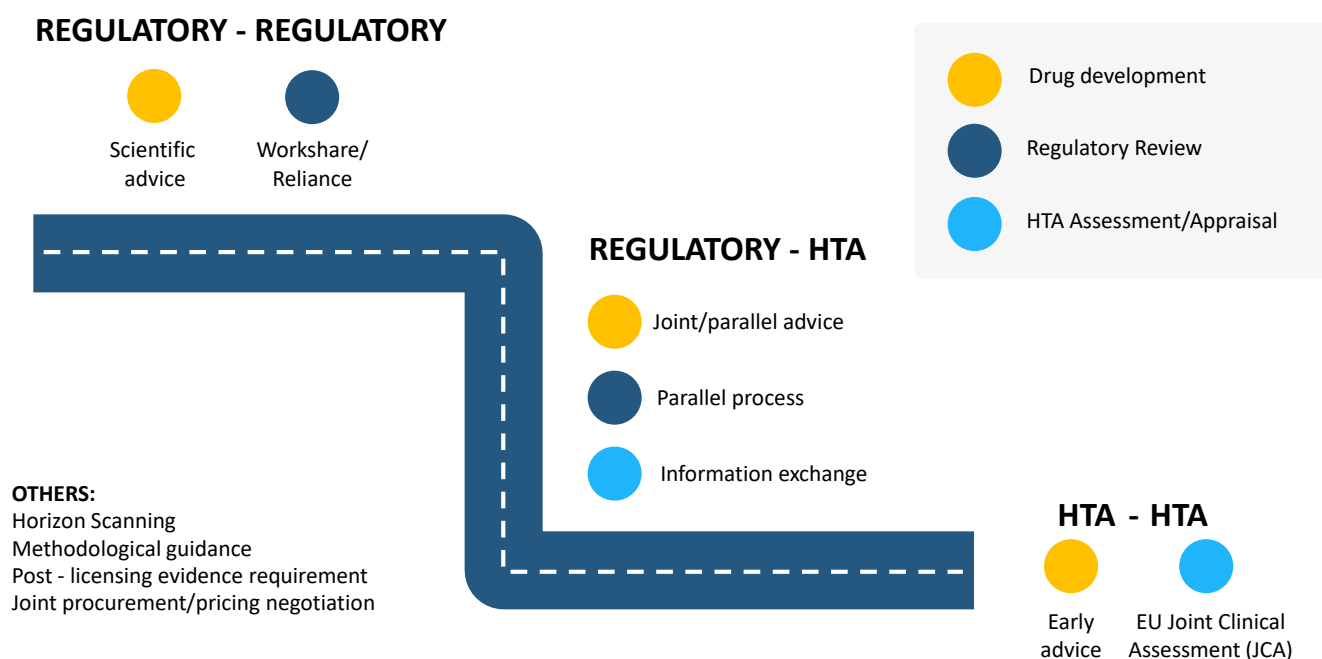 REGULATORY - REGULATORY
Scientific
advice
Workshare/
Reliance
Drug development
Regulatory Review
HTA Assessment/Appraisal
REGULATORY - HTA
Joint/parallel advice
Parallel process
Information exchange
OTHERS:
Horizon Scanning
Methodological guidance
Post - licensing evidence requirement
Joint procurement/pricing negotiation
HTA - HTA
Early
advice
EU Joint Clinical
Assessment (JCA)